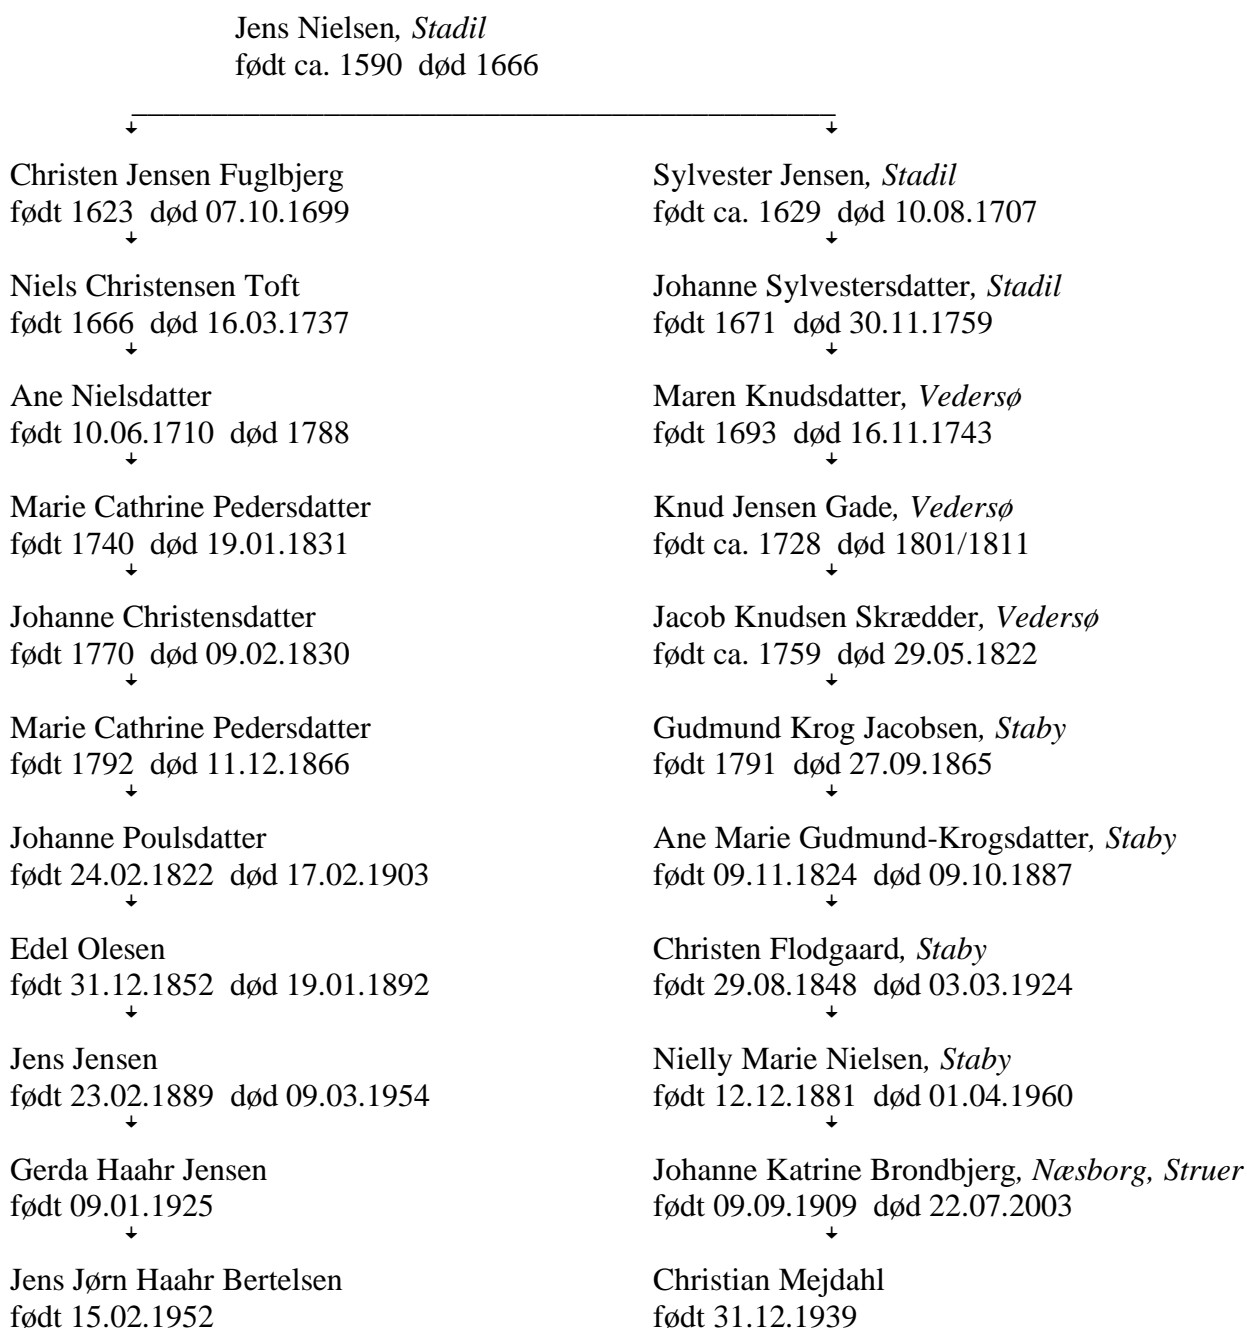 Jens Nielsen, Stadil
født ca. 1590 død 1666
Christen Jensen Fuglbjerg
født 1623 død 07.10.1699
Niels Christensen Toft
født 1666 død 16.03.1737
Ane Nielsdatter
født 10.06.1710 død 1788
Marie Cathrine Pedersdatter
født 1740 død 19.01.1831
Johanne Christensdatter
født 1770 død 09.02.1830
Marie Cathrine Pedersdatter
født 1792 død 11.12.1866
Johanne Poulsdatter
født 24.02.1822 død 17.02.1903
Edel Olesen
født 31.12.1852 død 19.01.1892
Jens Jensen
født 23.02.1889 død 09.03.1954
Gerda Haahr Jensen
født 09.01.1925
Jens Jørn Haahr Bertelsen
født 15.02.1952
Sylvester Jensen, Stadil
født ca. 1629 død 10.08.1707
Johanne Sylvestersdatter, Stadil
født 1671 død 30.11.1759
Maren Knudsdatter, Vedersø
født 1693 død 16.11.1743
Knud Jensen Gade, Vedersø
født ca. 1728 død 1801/1811
Jacob Knudsen Skrædder, Vedersø
født ca. 1759 død 29.05.1822
Gudmund Krog Jacobsen, Staby
født 1791 død 27.09.1865
Ane Marie Gudmund-Krogsdatter, Staby
født 09.11.1824 død 09.10.1887
Christen Flodgaard, Staby
født 29.08.1848 død 03.03.1924
Nielly Marie Nielsen, Staby
født 12.12.1881 død 01.04.1960
Johanne Katrine Brondbjerg, Næsborg, Struer
født 09.09.1909 død 22.07.2003
Christian Mejdahl
født 31.12.1939